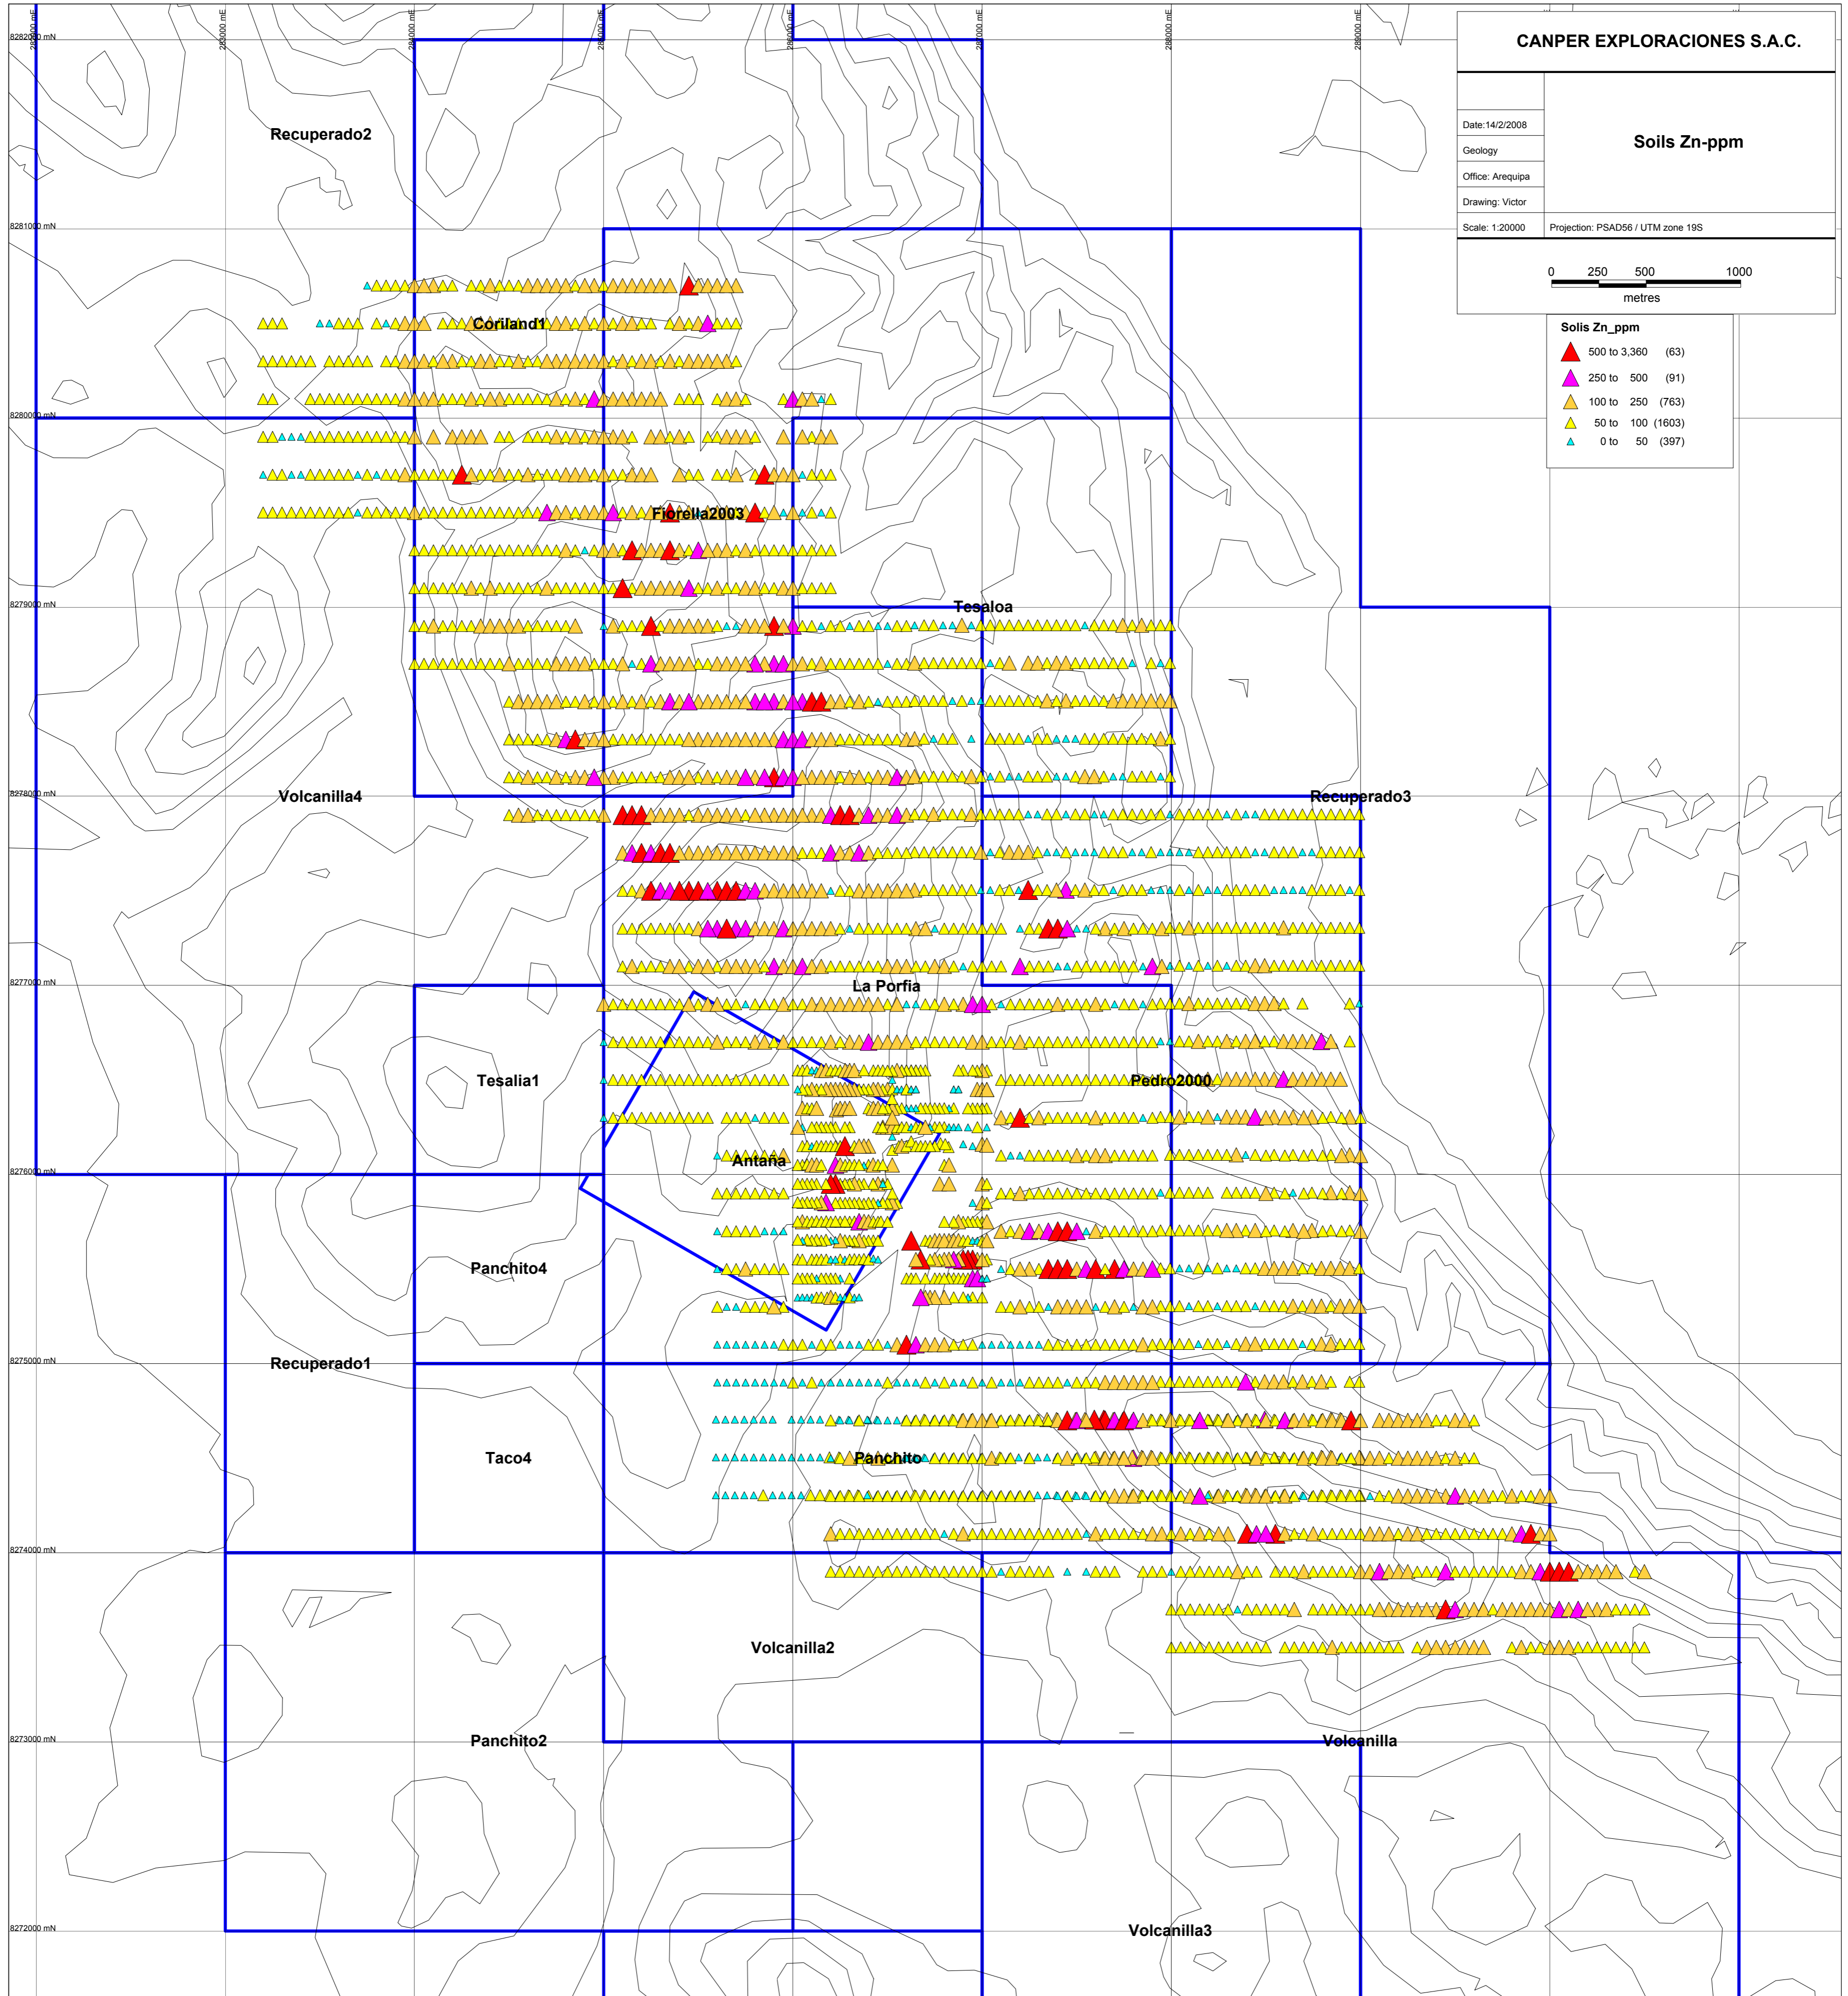 282000 mE
283000 mE
284000 mE
285000 mE
286000 mE
287000 mE
288000 mE
289000 mE
8282000 mN
8281000 mN
8280000 mN
8279000 mN
8278000 mN
8277000 mN
8276000 mN
8275000 mN
8274000 mN
8273000 mN
8272000 mN
CANPER EXPLORACIONES S.A.C.
Date:14/2/2008
Geology
Office: Arequipa
Drawing: Victor
Scale: 1:20000
Soils Zn-ppm
Projection: PSAD56 / UTM zone 19S
0 250 500 1000
metres
Solis Zn_ppm
500 to 3,360 (63)
250 to 500 (91)
100 to 250 (763)
50 to 100 (1603)
0 to 50 (397)
Recuperado2
Coriland1
Fiorella2003
Tesaloa
Volcanilla4
Recuperado3
La Porfia
Tesalia1
Pedro2000
Antaña
Panchito4
Recuperado1
Taco4
Panchito
Volcanilla2
Panchito2
Volcanilla
Volcanilla3